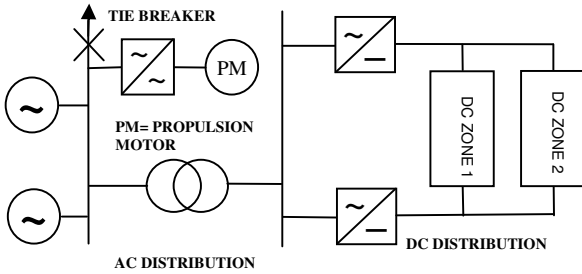 TIE BREAKER
~
~
~
PM
~
–
PM= PROPULSION
MOTOR
DC ZONE 1
DC ZONE 2
~
~
–
DC DISTRIBUTION
AC DISTRIBUTION